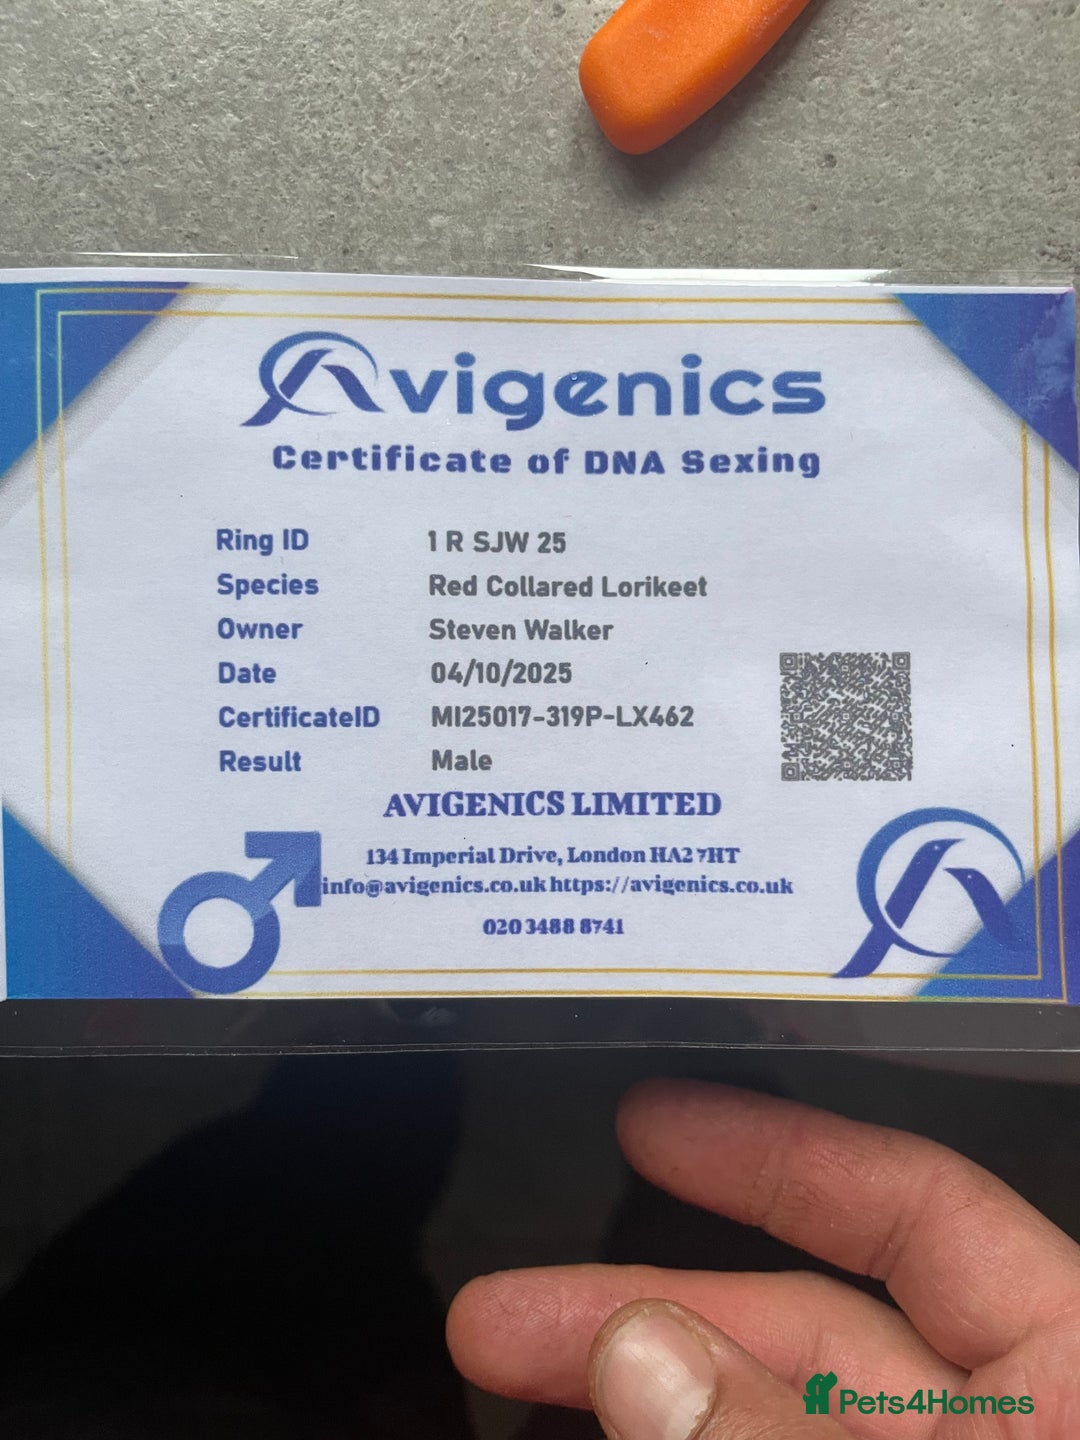 Avigenics
Certificate of DNA Sexing
Ring ID 1 R SJW 25
Species Red Collared Lorikeet
Owner Steven Walker
Date 04/10/2025
CertificateID MI25017-319P-LX462
Result Male
AVIGENICS LIMITED
134 Imperial Drive, London HA2 7HT
info@avigenics.co.uk https://avigenics.co.uk
020 3488 8741
Pets4Homes